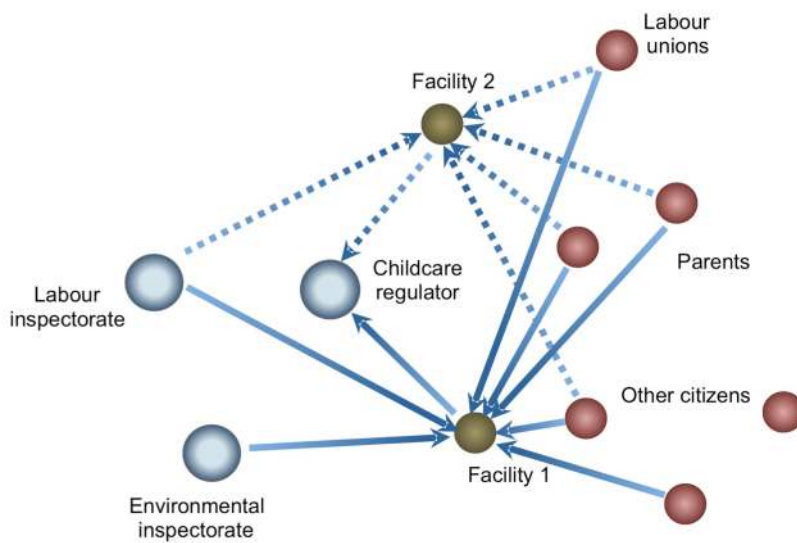 Labour
unions
Facility 2
Childcare
regulator
Parents
Labour
inspectorate
Other citizens
Facility 1
Environmental
inspectorate